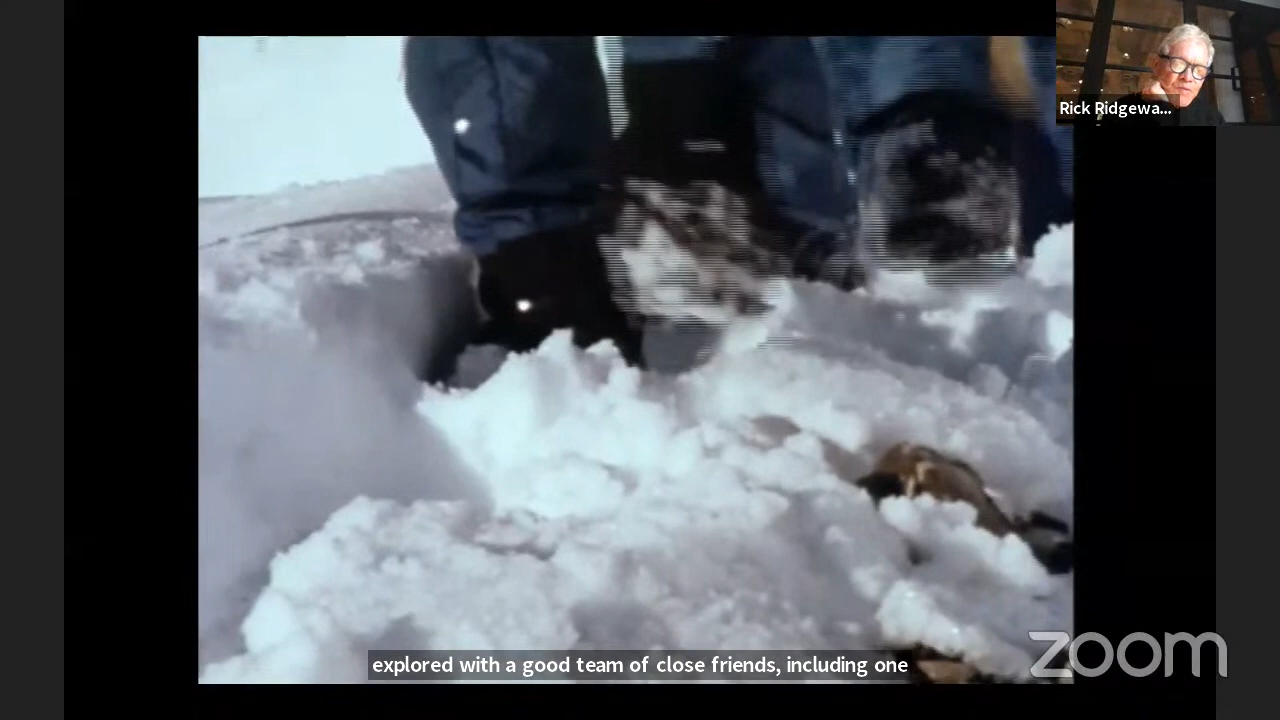 Rick Ridgewa...
explored with a good team of close friends, including one
zoom